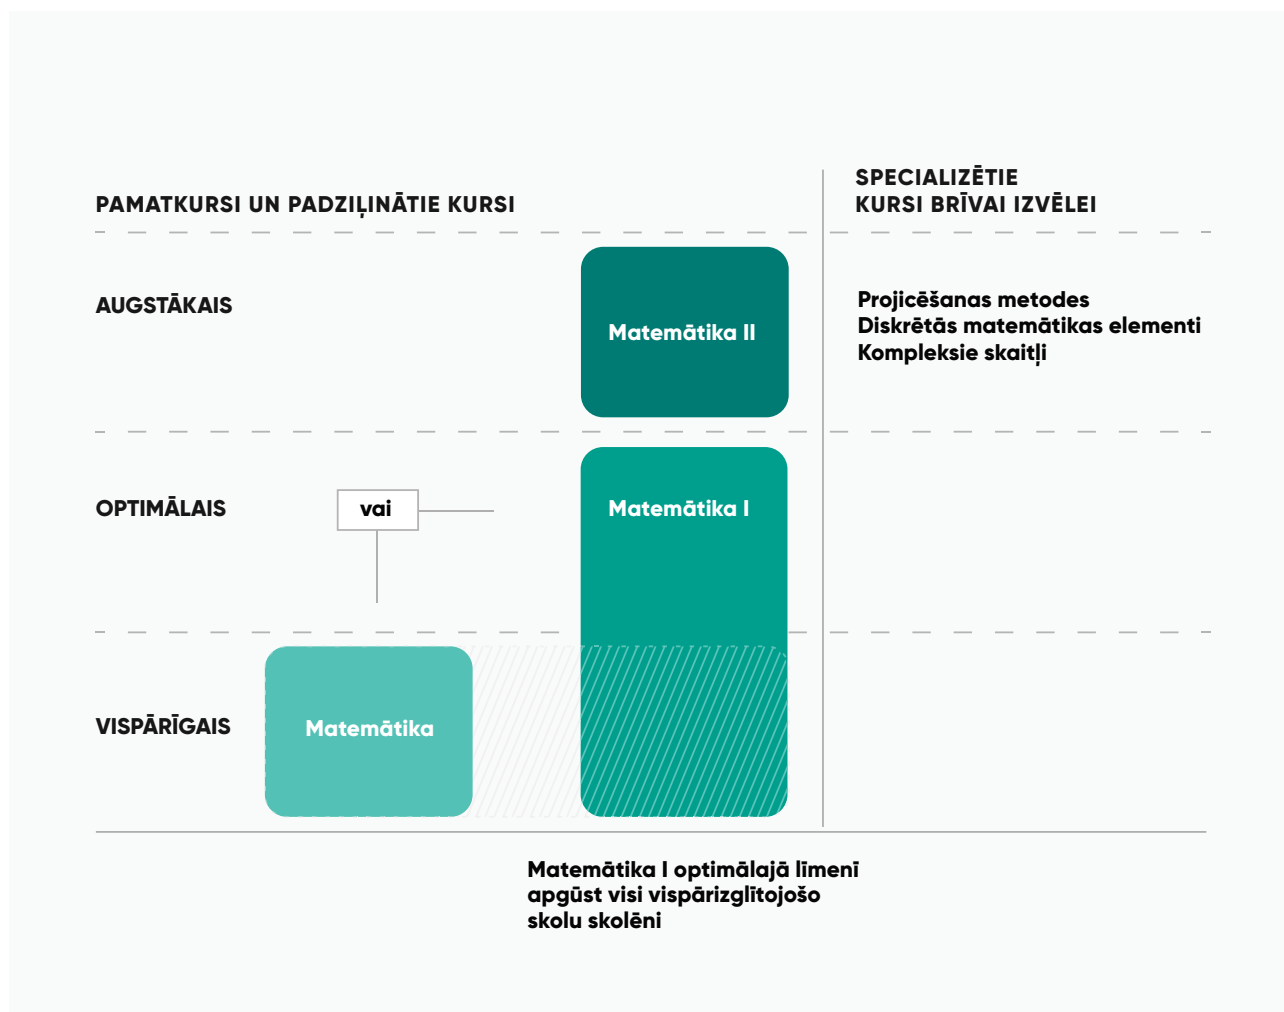 PAMATKURSI UN PADZIĻINĀTIE KURSI
SPECIALIZĒTIE
KURSI BRĪVAI IZVĒLEI
AUGSTĀKAIS
Matemātika II
Projicēšanas metodes
Diskrētās matemātikas elementi
Kompleksie skaitļi
OPTIMĀLAIS
vai
Matemātika I
VISPĀRĪGAIS
Matemātika
Matemātika I optimālajā līmenī
apgūst visi vispārizglītojošo
skolu skolēni